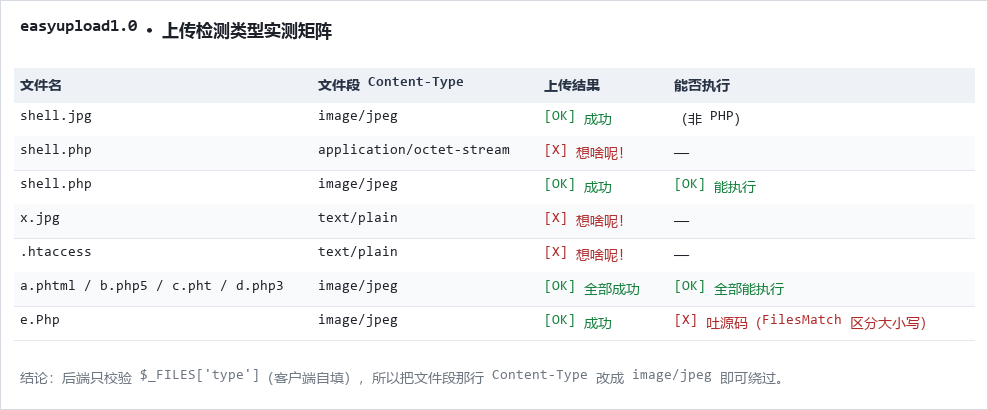 easyupload1.0 • 上传检测类型实测矩阵
文件名 文件段 Content-Type 上传结果 能否执行
shell.jpg image/jpeg [OK] 成功 （非 PHP）
shell.php application/octet-stream [X] 想啥呢！ —
shell.php image/jpeg [OK] 成功 [OK] 能执行
x.jpg text/plain [X] 想啥呢！ —
.htaccess text/plain [X] 想啥呢！ —
a.phtml / b.php5 / c.pht / d.php3 image/jpeg [OK] 全部成功 [OK] 全部能执行
e.Php image/jpeg [OK] 成功 [X] 吐源码（FilesMatch 区分大小写）
结论：后端只校验 $_FILES['type']（客户端自填），所以把文件段那行 Content-Type 改成 image/jpeg 即可绕过。